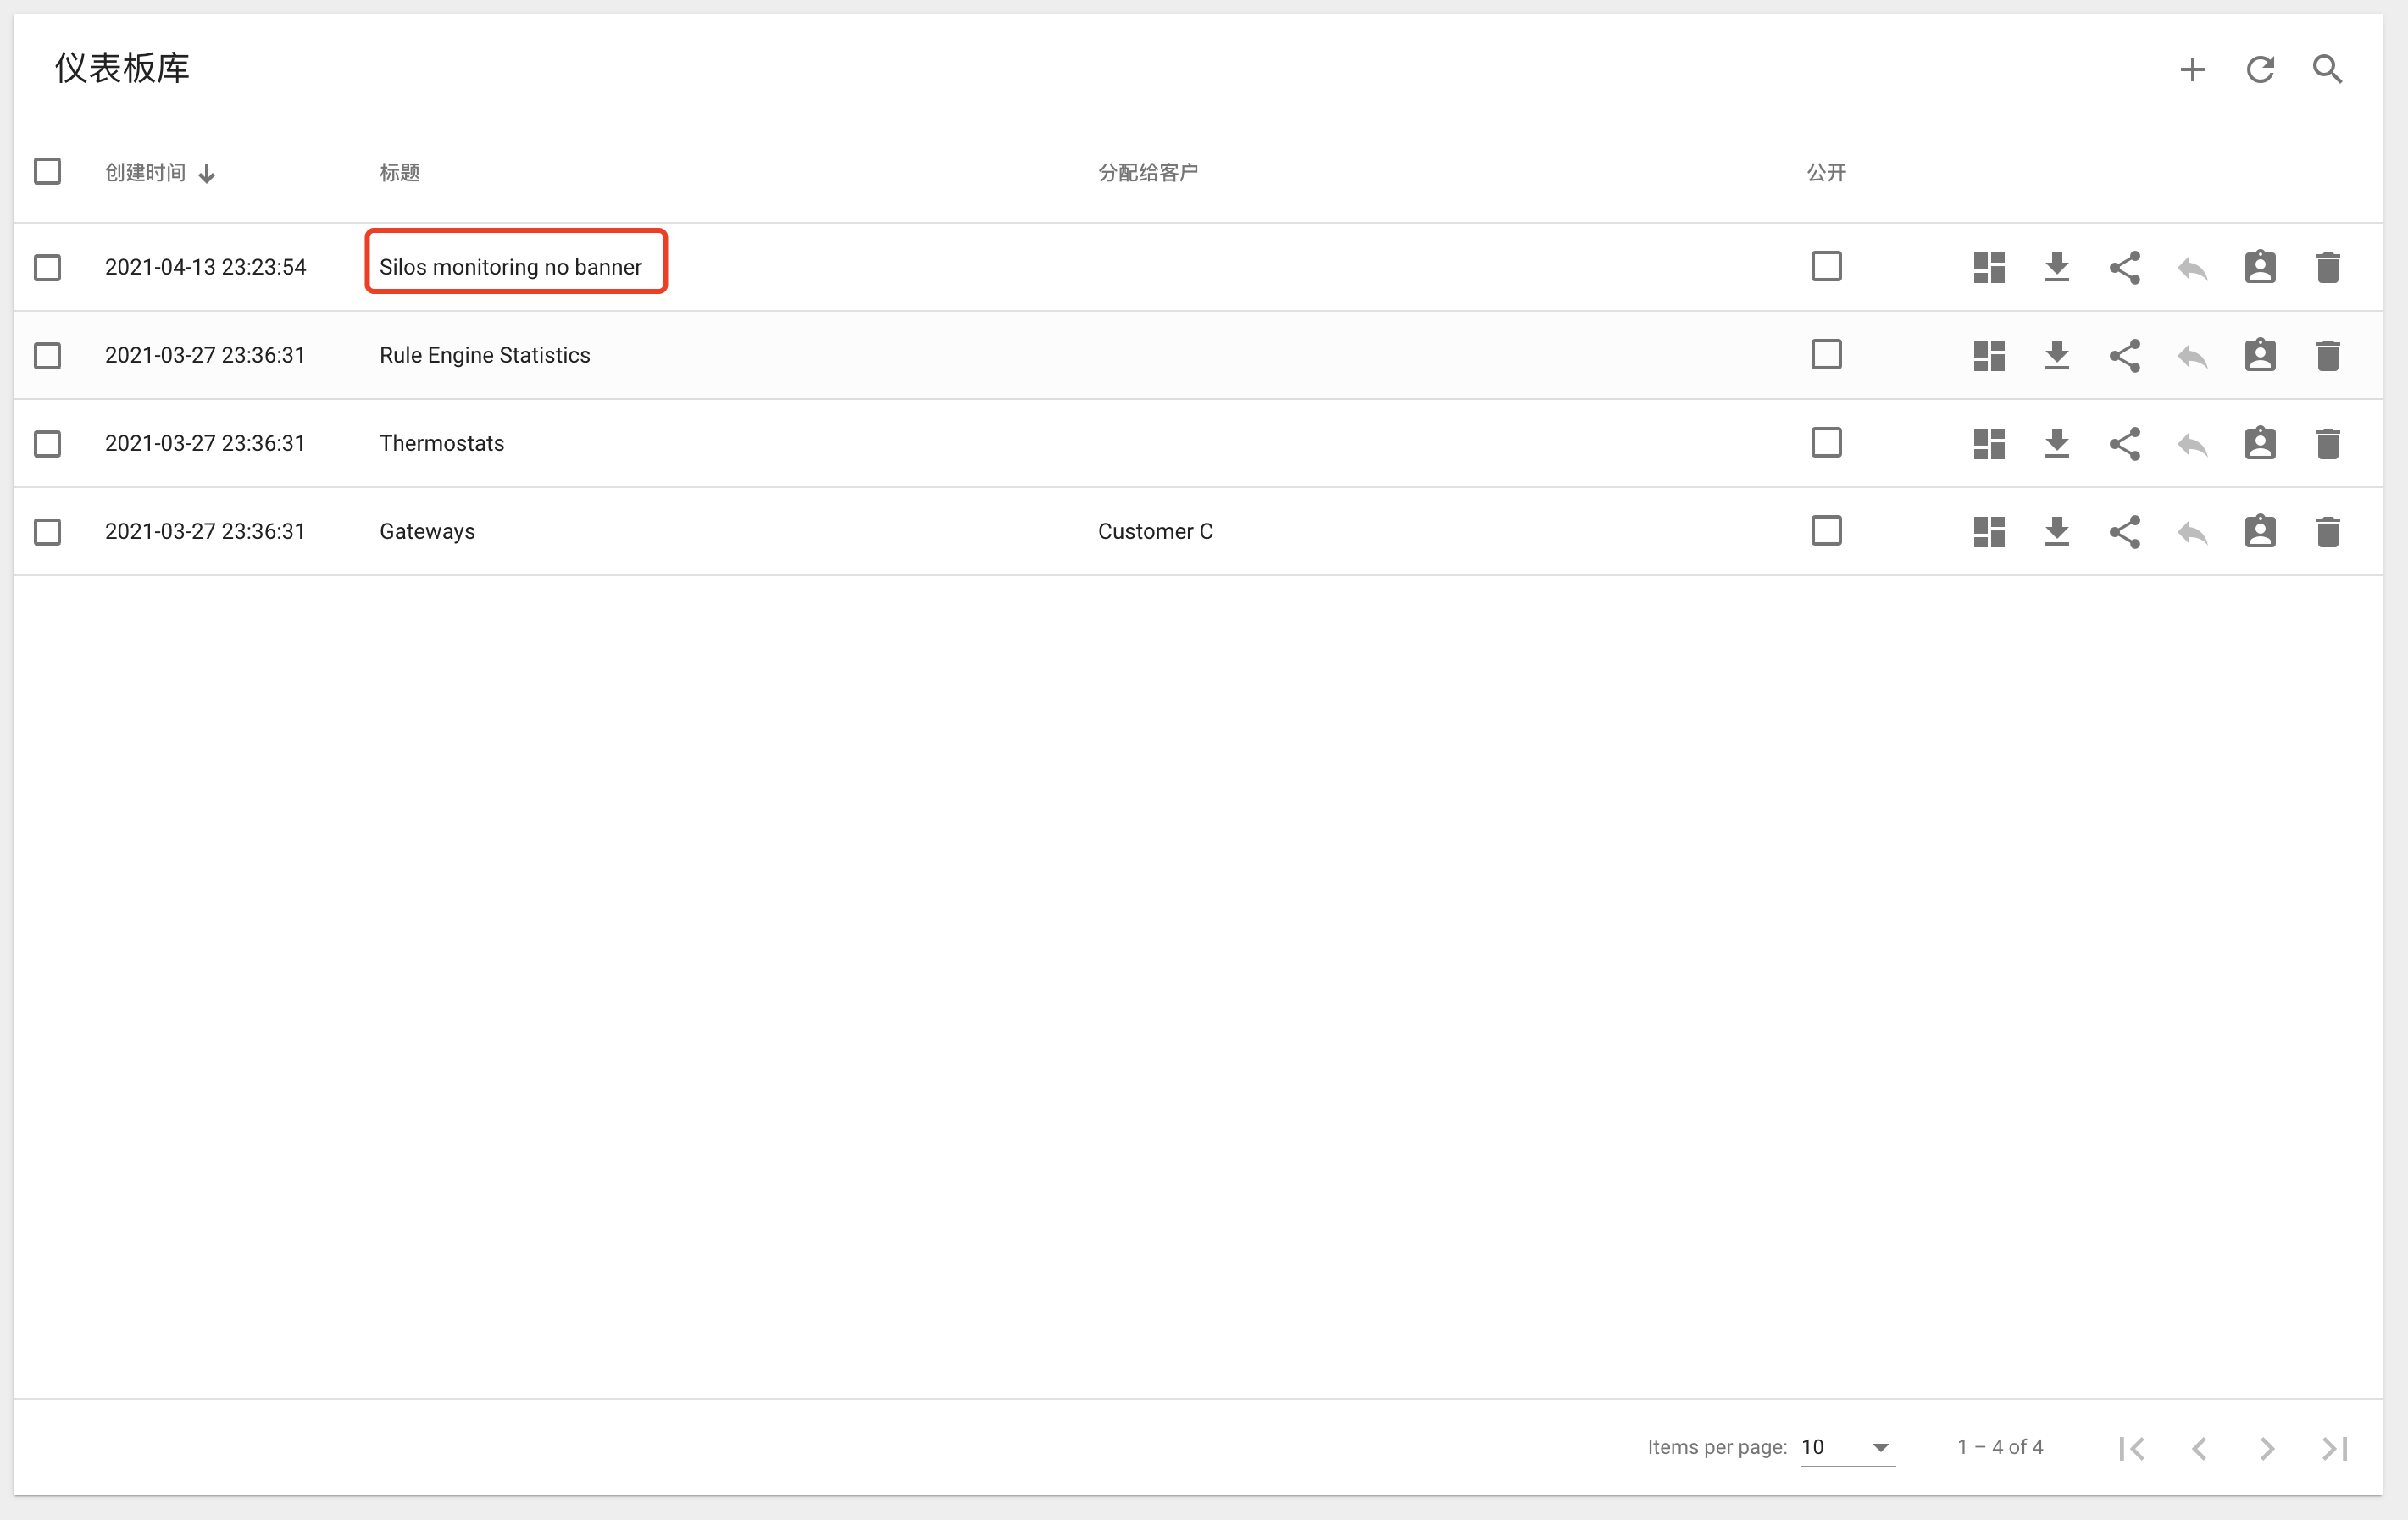 仪表板库
创建时间 标题 分配给客户 公开
2021-04-13 23:23:54 Silos monitoring no banner
2021-03-27 23:36:31 Rule Engine Statistics
2021-03-27 23:36:31 Thermostats
2021-03-27 23:36:31 Gateways Customer C
Items per page: 10 1 – 4 of 4